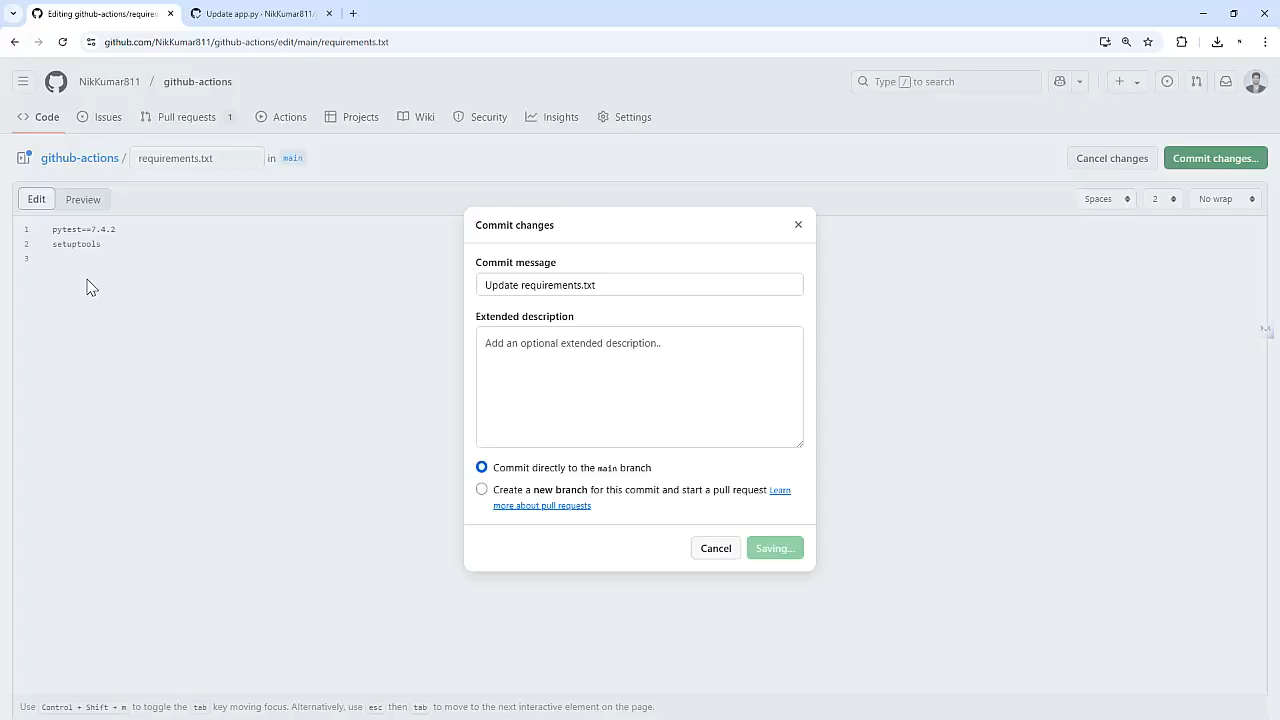 Editing github-actions/require
Update app.py · NikKumar811/
github.com/NikKumar811/github-actions/edit/main/requirements.txt
NikKumar811 / github-actions
Type / to search
Code
Issues
Pull requests 1
Actions
Projects
Wiki
Security
Insights
Settings
github-actions / requirements.txt in main
Cancel changes
Commit changes...
Edit
Preview
Spaces
2
No wrap
1 pytest==7.4.2
2 setuptools
3
Commit changes
Commit message
Update requirements.txt
Extended description
Add an optional extended description..
Commit directly to the main branch
Create a new branch for this commit and start a pull request Learn
more about pull requests
Cancel
Saving...
Use Control + Shift + m to toggle the tab key moving focus. Alternatively, use esc then tab to move to the next interactive element on the page.